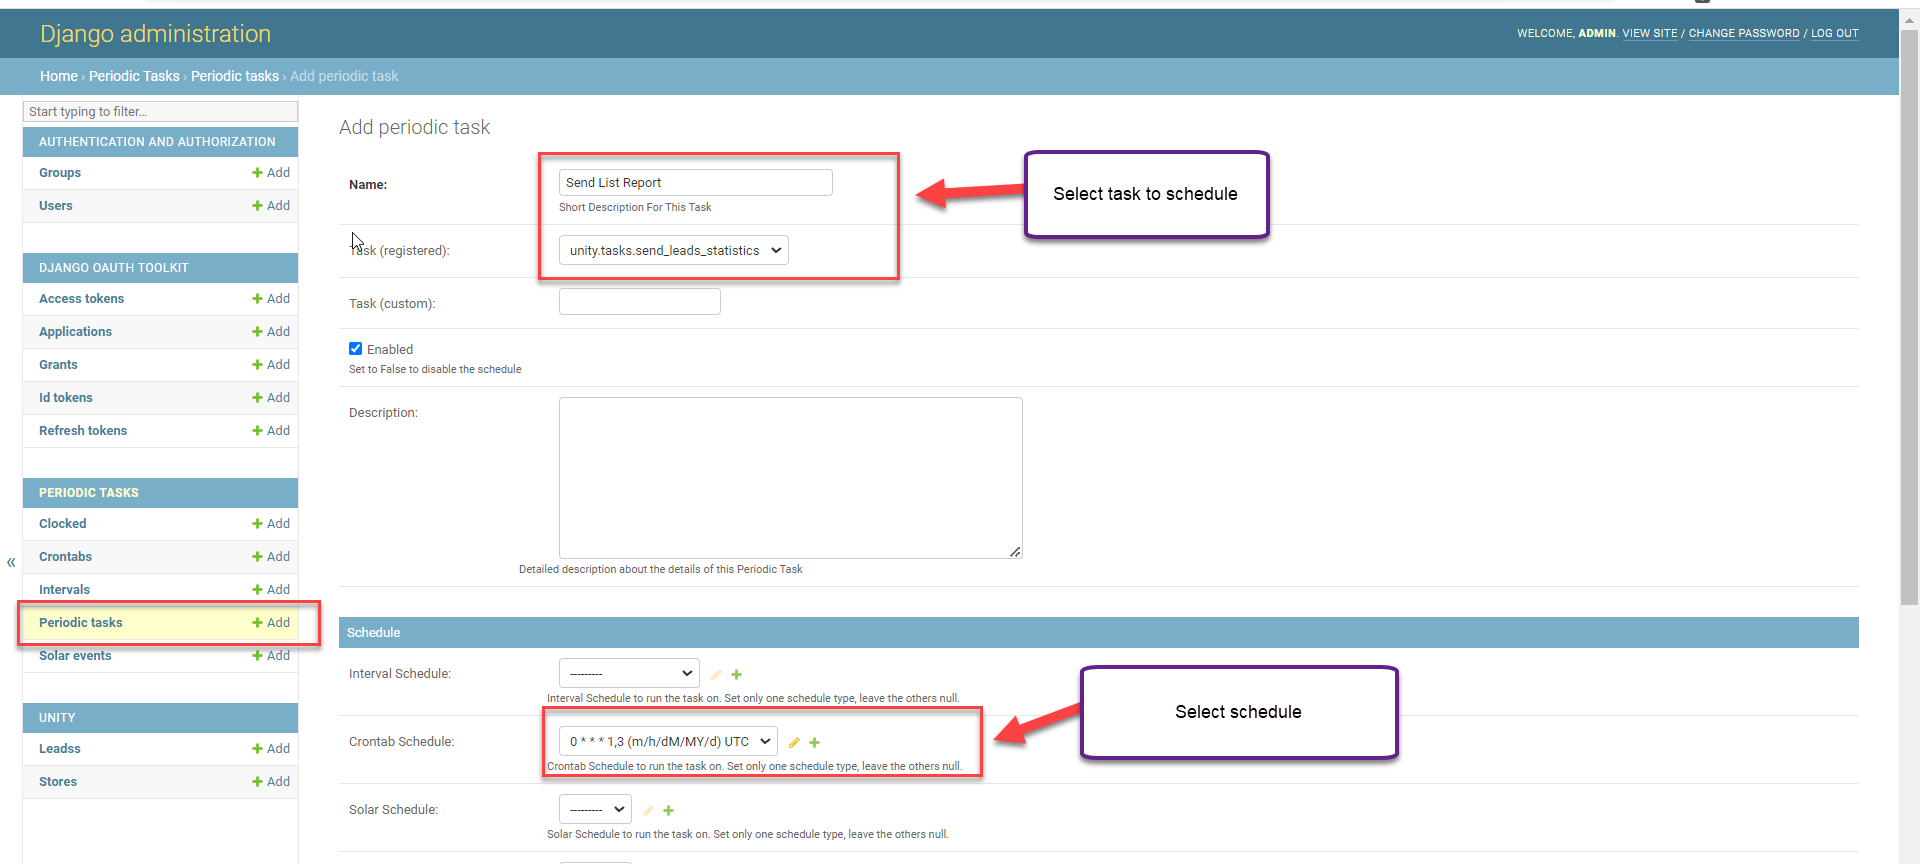 Django administration
WELCOME, ADMIN. VIEW SITE / CHANGE PASSWORD / LOG OUT
Home › Periodic Tasks › Periodic tasks › Add periodic task
Start typing to filter...
AUTHENTICATION AND AUTHORIZATION
Groups Add
Users Add
DJANGO OAUTH TOOLKIT
Access tokens Add
Applications Add
Grants Add
Id tokens Add
Refresh tokens Add
PERIODIC TASKS
Clocked Add
Crontabs Add
Intervals Add
Periodic tasks Add
Solar events Add
UNITY
Leadss Add
Stores Add
«
Add periodic task
Name: Send List Report
Short Description For This Task
Select task to schedule
Task (registered): unity.tasks.send_leads_statistics
Task (custom):
Enabled
Set to False to disable the schedule
Description:
Detailed description about the details of this Periodic Task
Schedule
Interval Schedule: ---------
Interval Schedule to run the task on. Set only one schedule type, leave the others null.
Select schedule
Crontab Schedule: 0 * * * 1,3 (m/h/dM/MY/d) UTC
Crontab Schedule to run the task on. Set only one schedule type, leave the others null.
Solar Schedule: ---------
Solar Schedule to run the task on. Set only one schedule type, leave the others null.